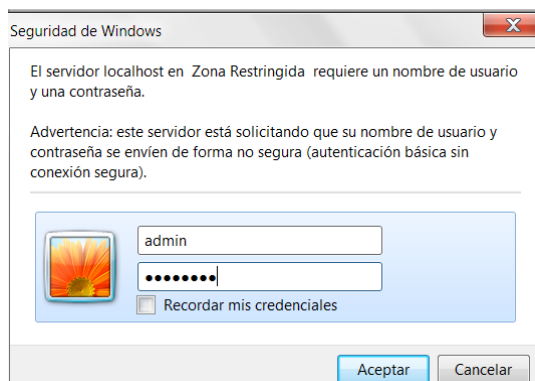 Seguridad de Windows
El servidor localhost en Zona Restringida requiere un nombre de usuario
y una contraseña.
Advertencia: este servidor está solicitando que su nombre de usuario y
contraseña se envíen de forma no segura (autenticación básica sin
conexión segura).
admin
●●●●●●●●
Recordar mis credenciales
Aceptar
Cancelar